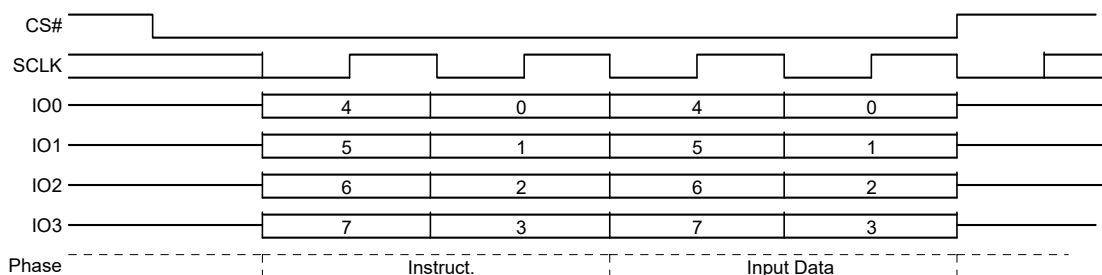 CS#
SCLK
IO0 4 0 4 0
IO1 5 1 5 1
IO2 6 2 6 2
IO3 7 3 7 3
Phase Instruct. Input Data